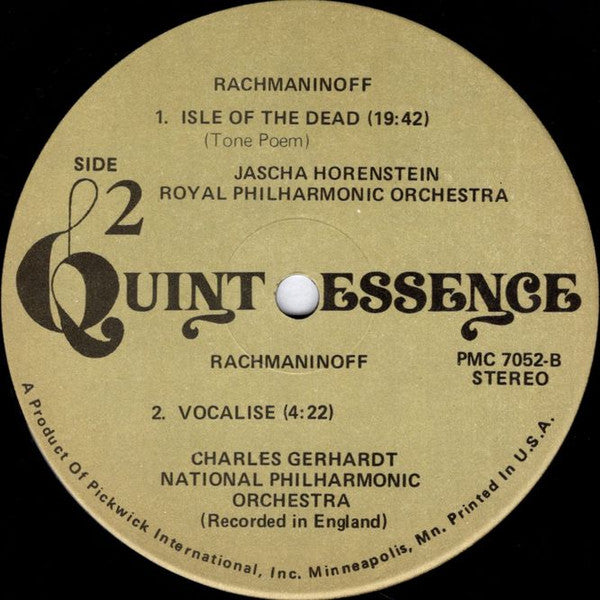 RACHMANINOFF
1. ISLE OF THE DEAD (19:42)
(Tone Poem)
SIDE
2
JASCHA HORENSTEIN
ROYAL PHILHARMONIC ORCHESTRA
QUINTESSENCE
RACHMANINOFF
PMC 7052-B
STEREO
2. VOCALISE (4:22)
CHARLES GERHARDT
NATIONAL PHILHARMONIC
ORCHESTRA
(Recorded in England)
A Product Of Pickwick International, Inc. Minneapolis, Mn. Printed In U.S.A.